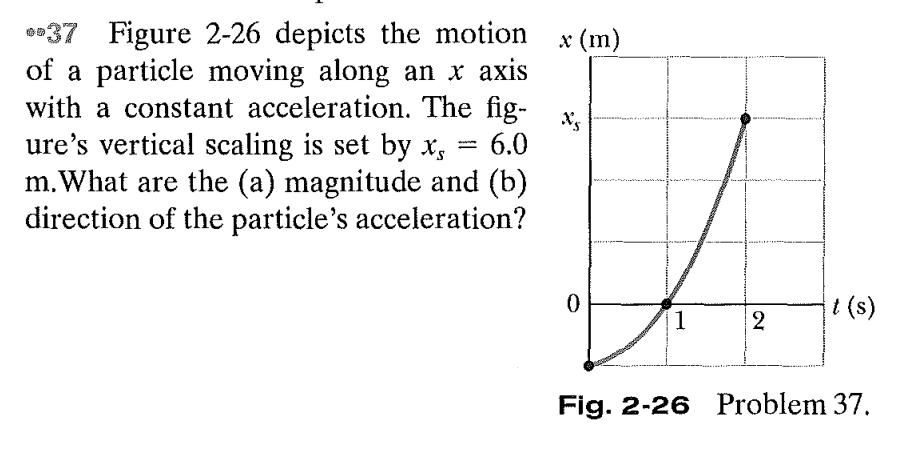 ••37 Figure 2-26 depicts the motion
of a particle moving along an x axis
with a constant acceleration. The fig-
ure's vertical scaling is set by xs = 6.0
m.What are the (a) magnitude and (b)
direction of the particle's acceleration?
x (m)
xs
0
1
2
t (s)
Fig. 2-26 Problem 37.